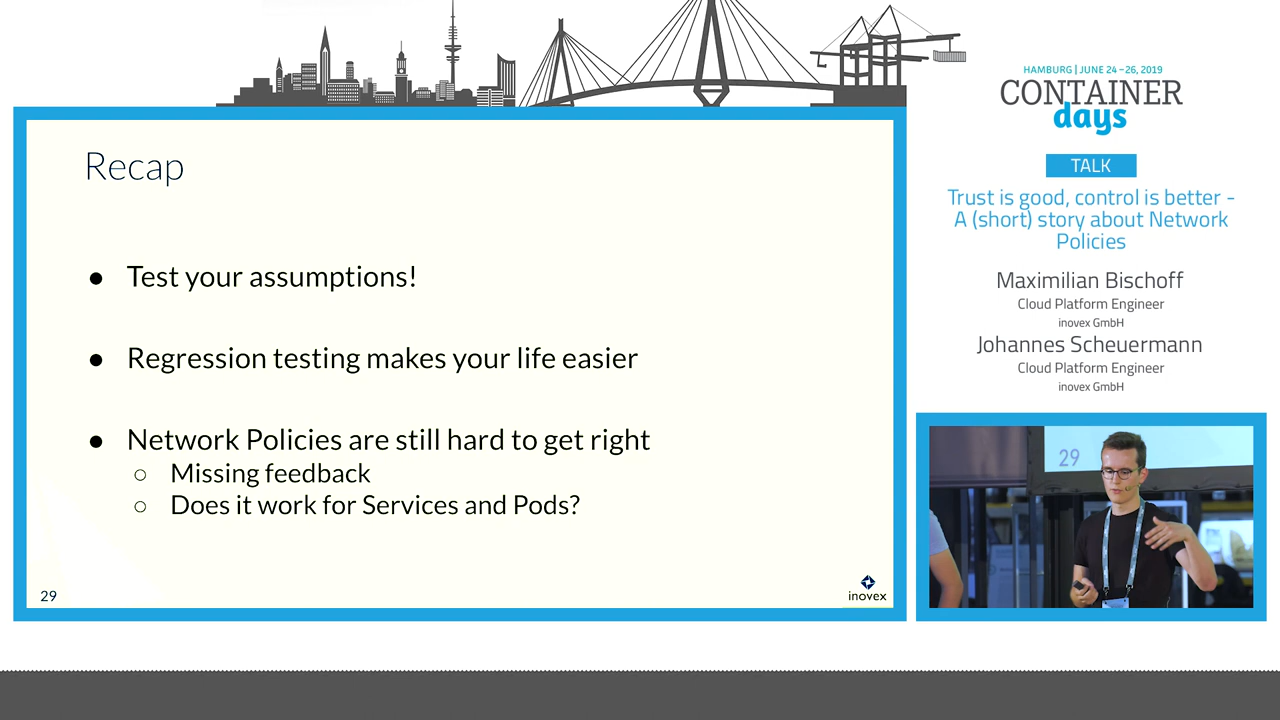 HAMBURG | JUNE 24 – 26, 2019
CONTAINER
days
TALK
Trust is good, control is better -
A (short) story about Network
Policies
Maximilian Bischoff
Cloud Platform Engineer
inovex GmbH
Johannes Scheuermann
Cloud Platform Engineer
inovex GmbH
Recap
● Test your assumptions!
● Regression testing makes your life easier
● Network Policies are still hard to get right
○ Missing feedback
○ Does it work for Services and Pods?
29
inovex
29